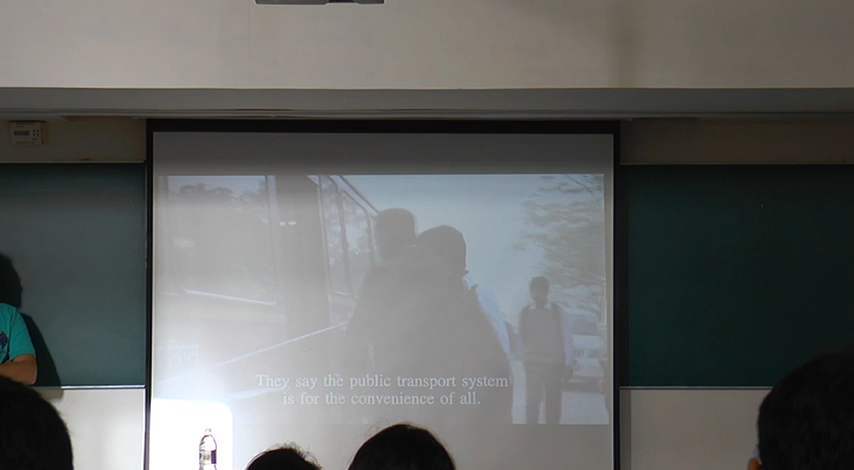 They say the public transport system
is for the convenience of all.